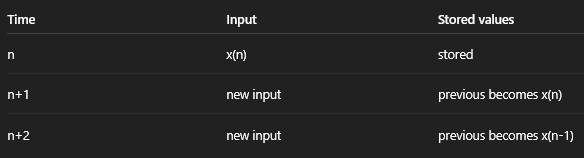 Time Input Stored values
n x(n) stored
n+1 new input previous becomes x(n)
n+2 new input previous becomes x(n-1)